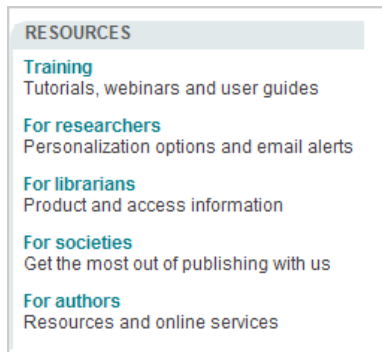 RESOURCES
Training
Tutorials, webinars and user guides
For researchers
Personalization options and email alerts
For librarians
Product and access information
For societies
Get the most out of publishing with us
For authors
Resources and online services